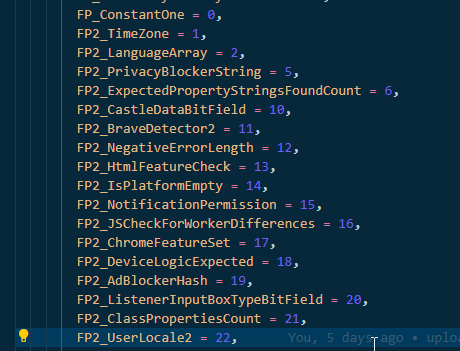 FP_ConstantOne = 0,
FP2_TimeZone = 1,
FP2_LanguageArray = 2,
FP2_PrivacyBlockerString = 5,
FP2_ExpectedPropertyStringsFoundCount = 6,
FP2_CastleDataBitField = 10,
FP2_BraveDetector2 = 11,
FP2_NegativeErrorLength = 12,
FP2_HtmlFeatureCheck = 13,
FP2_IsPlatformEmpty = 14,
FP2_NotificationPermission = 15,
FP2_JSCheckForWorkerDifferences = 16,
FP2_ChromeFeatureSet = 17,
FP2_DeviceLogicExpected = 18,
FP2_AdBlockerHash = 19,
FP2_ListenerInputBoxTypeBitField = 20,
FP2_ClassPropertiesCount = 21,
FP2_UserLocale2 = 22, You, 5 days ago • uploa